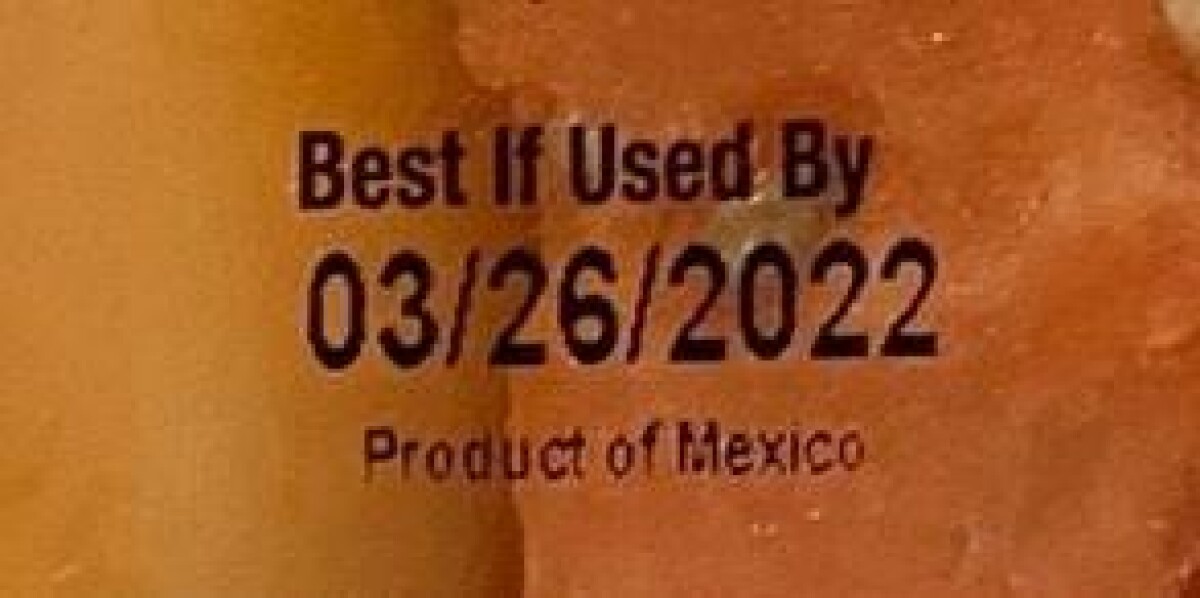 Best If Used By
03/26/2022
Product of Mexico